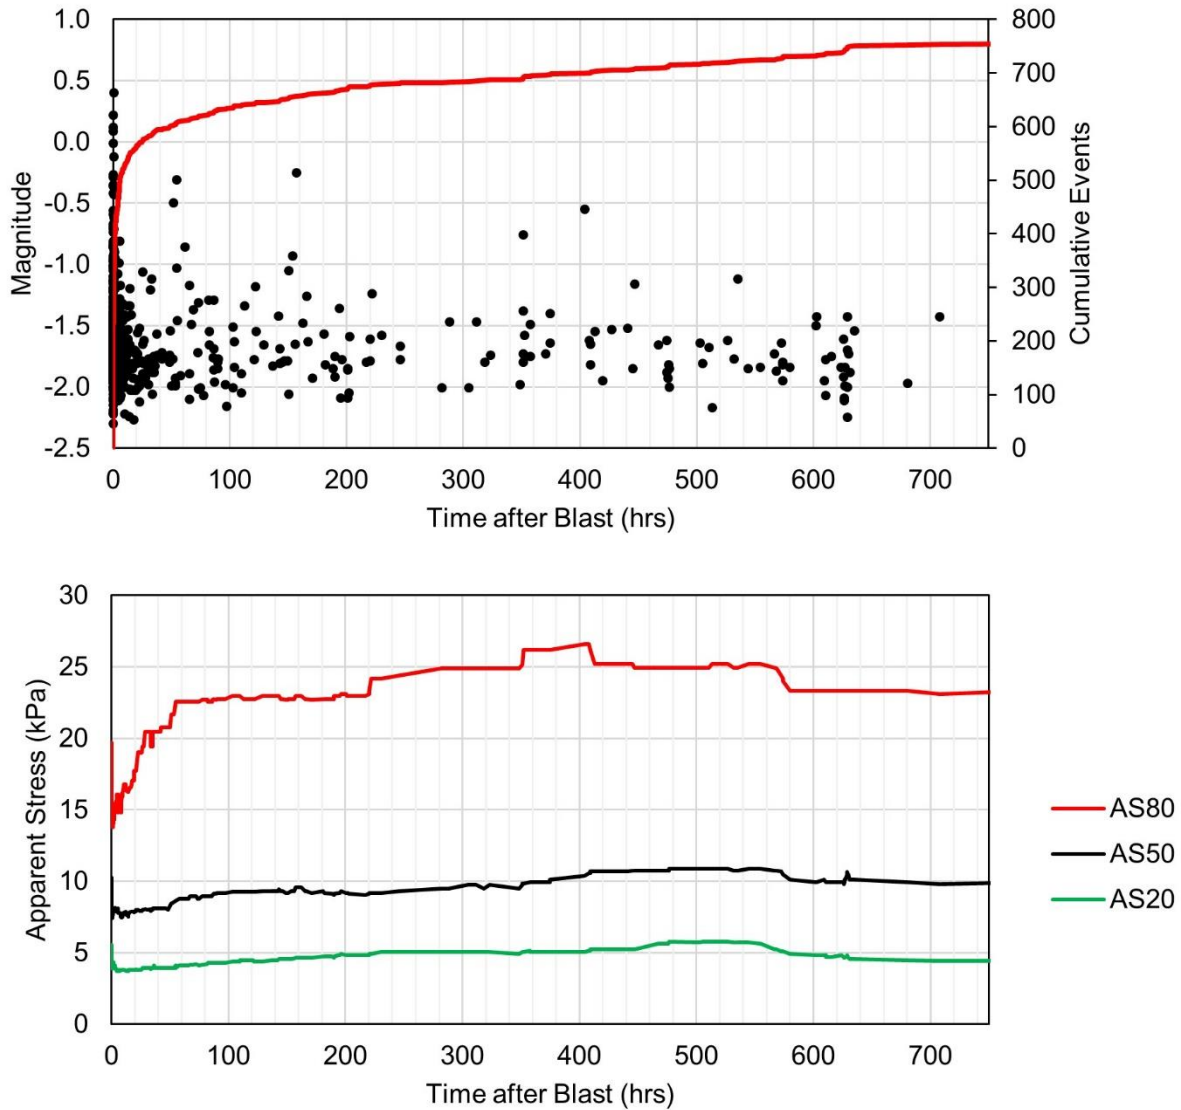 1.0
0.5
0.0
-0.5
-1.0
-1.5
-2.0
-2.5
Magnitude
800
700
600
500
400
300
200
100
0
Cumulative Events
0 100 200 300 400 500 600 700
Time after Blast (hrs)
30
25
20
15
10
5
0
Apparent Stress (kPa)
AS80
AS50
AS20
0 100 200 300 400 500 600 700
Time after Blast (hrs)